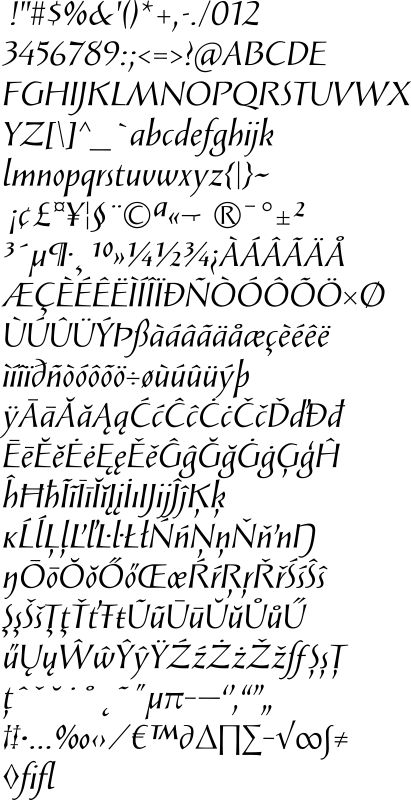 !"#$%&'()*+,-./012
3456789:;<=>?@ABCDE
FGHIJKLMNOPQRSTUVWX
YZ[\]^_`abcdefghijk
lmnopqrstuvwxyz{|}~
¡¢£¤¥¦§¨©ª«¬­®¯°±²
³´µ¶·¸¹º»¼½¾¿ÀÁÂÃÄÅ
ÆÇÈÉÊËÌÍÎÏÐÑÒÓÔÕÖ×Ø
ÙÚÛÜÝÞßàáâãäåæçèéêë
ìíîïðñòóôõö÷øùúûüýþ
ÿĀāĂăĄąĆćĈĉĊċČčĎďĐđ
ĒēĔĕĖėĘęĚěĜĝĞğĠġĢģĤ
ĥĦħĨĩĪīĬĭĮįİıĲĳĴĵĶķ
ĸĹĺĻļĽľĿŀŁłŃńŅņŇňŉŊ
ŋŌōŎŏŐőŒœŔŕŖŗŘřŚśŜŝ
ŞşŠšŢţŤťŦŧŨũŪūŬŭŮůŰ
űŲųŴŵŶŷŸŹźŻżŽžſƒȘșȚ
țˆˇ˘˙˚˛˜˝μπ–—‘’‚“”„
†‡•…‰‹›⁄€™∂∆∏∑−√∞∫≠
◊ﬁﬂ